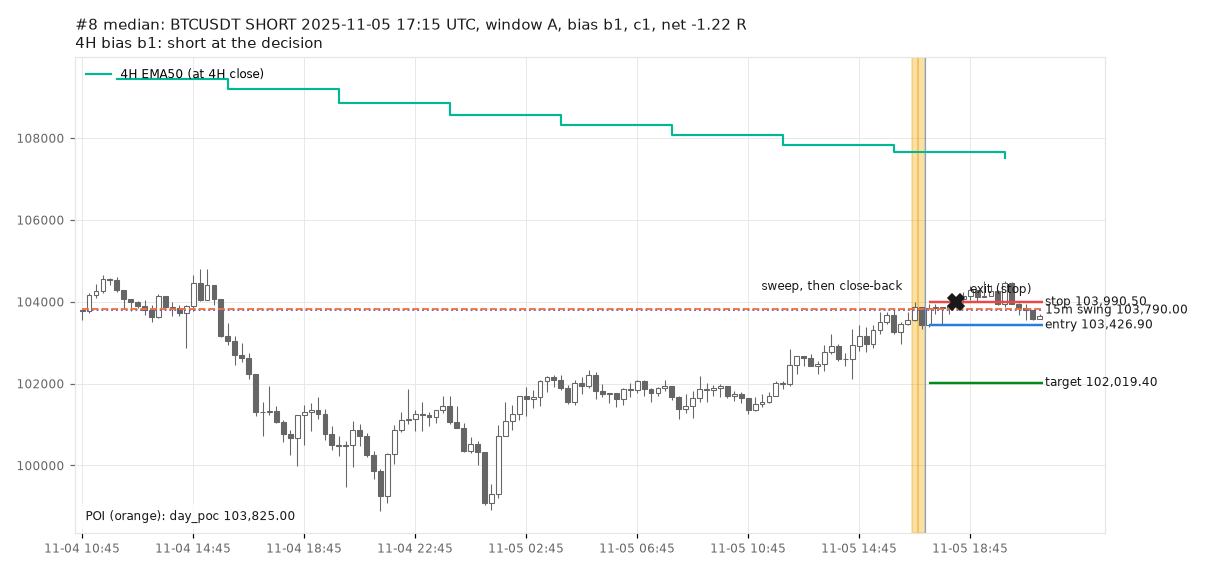 #8 median: BTCUSDT SHORT 2025-11-05 17:15 UTC, window A, bias b1, c1, net -1.22 R
4H bias b1: short at the decision
4H EMA50 (at 4H close)
108000
106000
104000
102000
100000
sweep, then close-back
exit (stop)
stop 103,990.50
15m swing 103,790.00
entry 103,426.90
target 102,019.40
POI (orange): day_poc 103,825.00
11-04 10:45
11-04 14:45
11-04 18:45
11-04 22:45
11-05 02:45
11-05 06:45
11-05 10:45
11-05 14:45
11-05 18:45